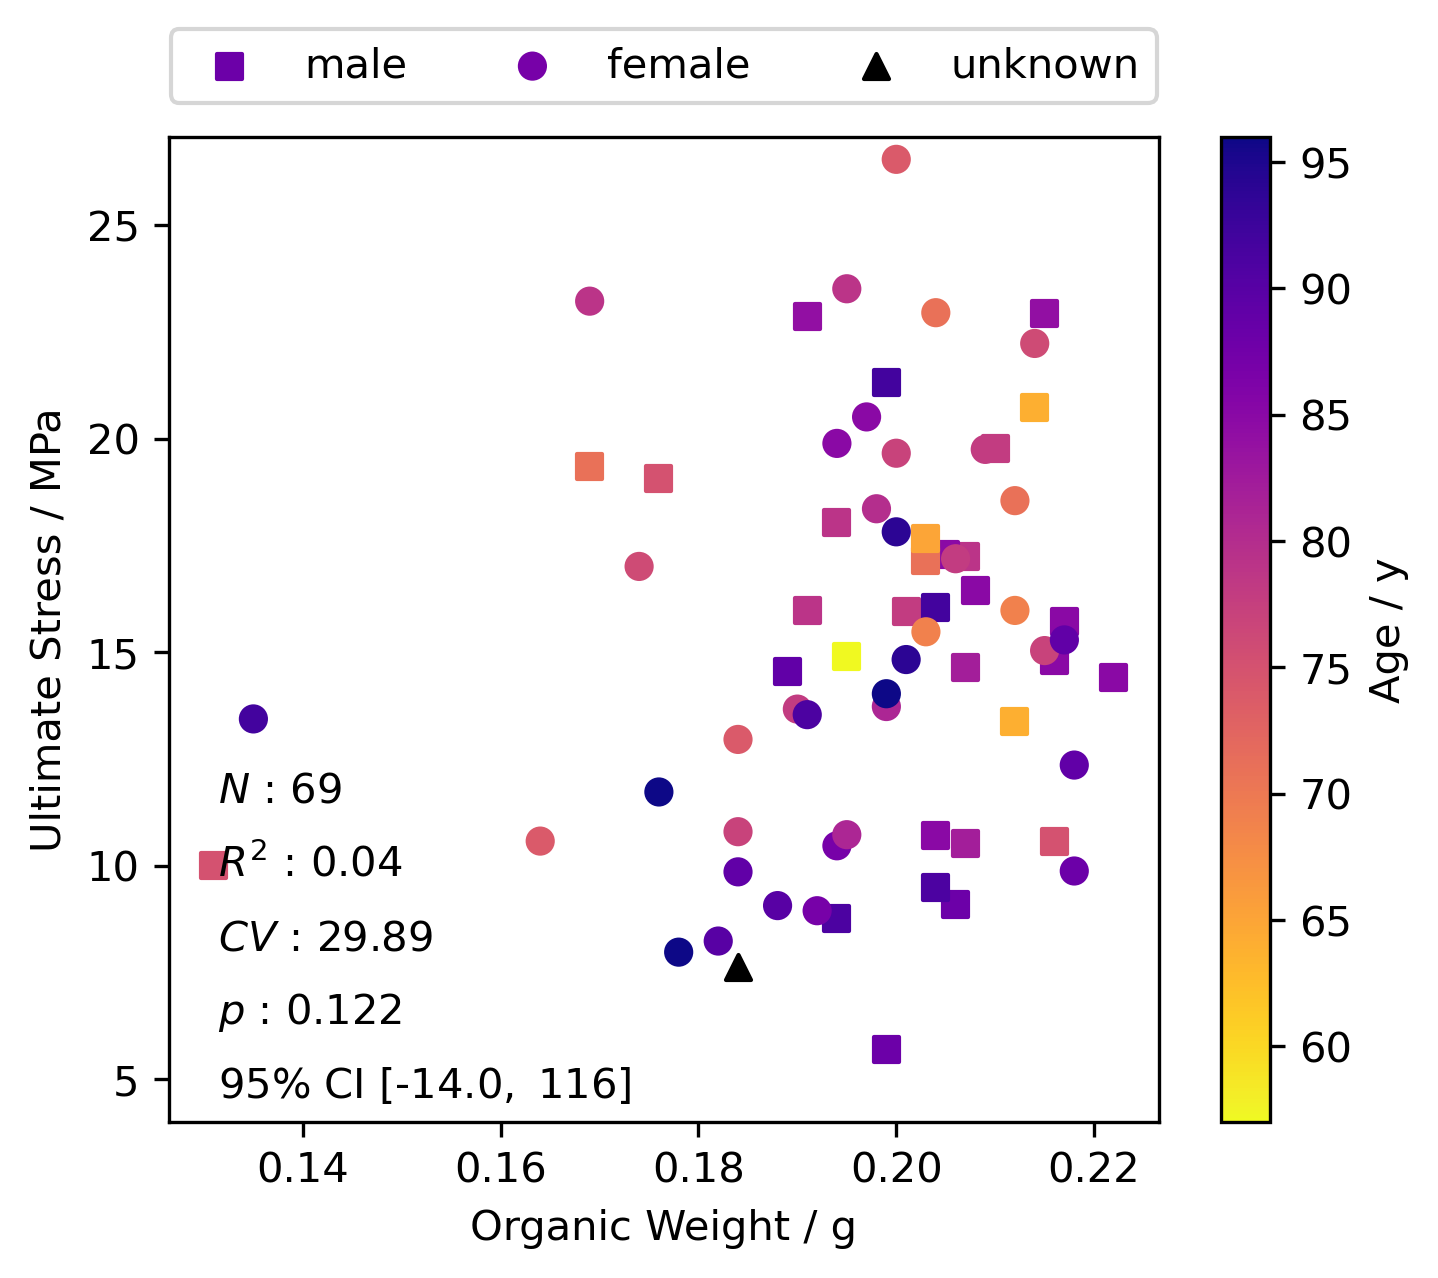 male female unknown
25
20
15
10
5
Ultimate Stress / MPa
N : 69
R² : 0.04
CV : 29.89
p : 0.122
95% CI [-14.0, 116]
0.14 0.16 0.18 0.20 0.22
Organic Weight / g
95
90
85
80
75
70
65
60
Age / y